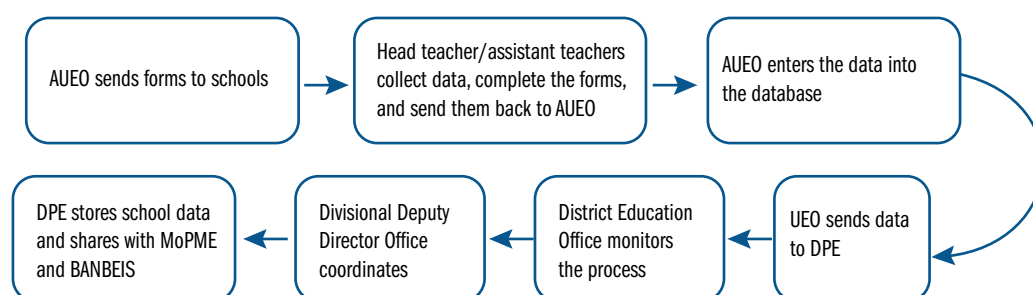 AUEO sends forms to schools
Head teacher/assistant teachers
collect data, complete the forms,
and send them back to AUEO
AUEO enters the data into
the database
UEO sends data
to DPE
District Education
Office monitors
the process
Divisional Deputy
Director Office
coordinates
DPE stores school data
and shares with MoPME
and BANBEIS